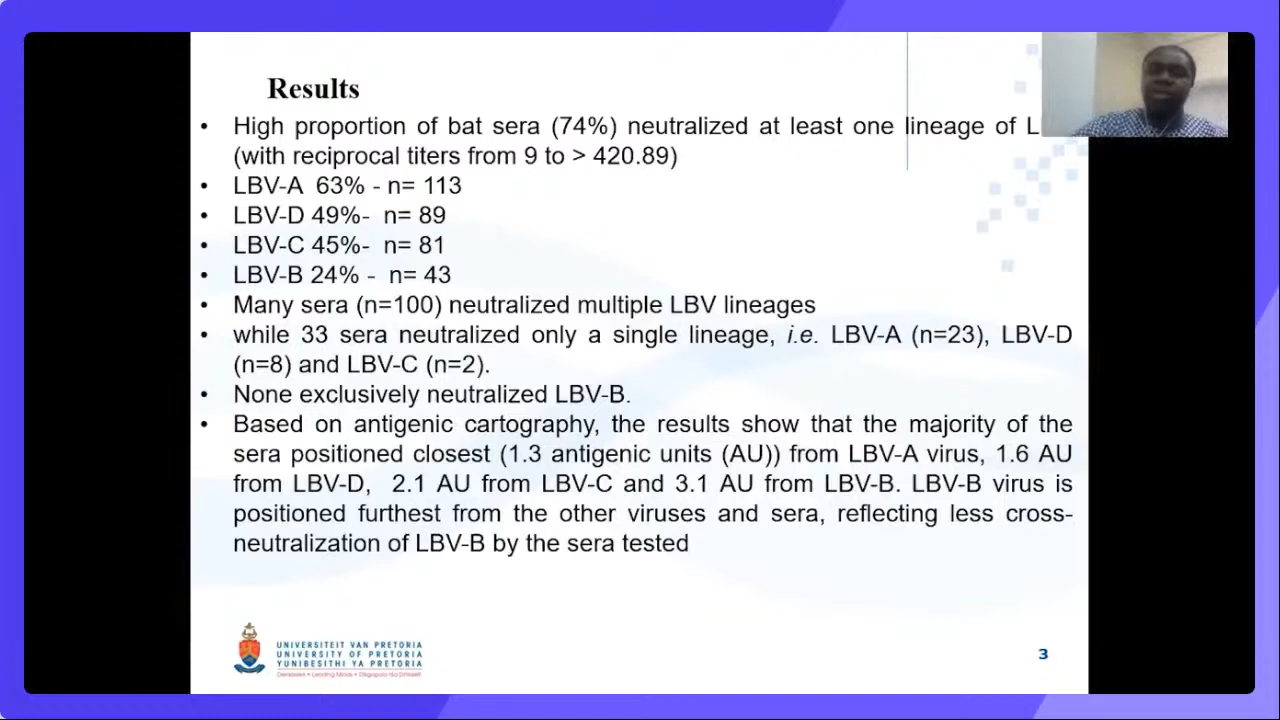 Results
• High proportion of bat sera (74%) neutralized at least one lineage of L
(with reciprocal titers from 9 to > 420.89)
• LBV-A 63% - n= 113
• LBV-D 49%- n= 89
• LBV-C 45%- n= 81
• LBV-B 24% - n= 43
• Many sera (n=100) neutralized multiple LBV lineages
• while 33 sera neutralized only a single lineage, i.e. LBV-A (n=23), LBV-D
(n=8) and LBV-C (n=2).
• None exclusively neutralized LBV-B.
• Based on antigenic cartography, the results show that the majority of the
sera positioned closest (1.3 antigenic units (AU)) from LBV-A virus, 1.6 AU
from LBV-D, 2.1 AU from LBV-C and 3.1 AU from LBV-B. LBV-B virus is
positioned furthest from the other viruses and sera, reflecting less cross-
neutralization of LBV-B by the sera tested
UNIVERSITEIT VAN PRETORIA
UNIVERSITY OF PRETORIA
YUNIBESITHI YA PRETORIA
3